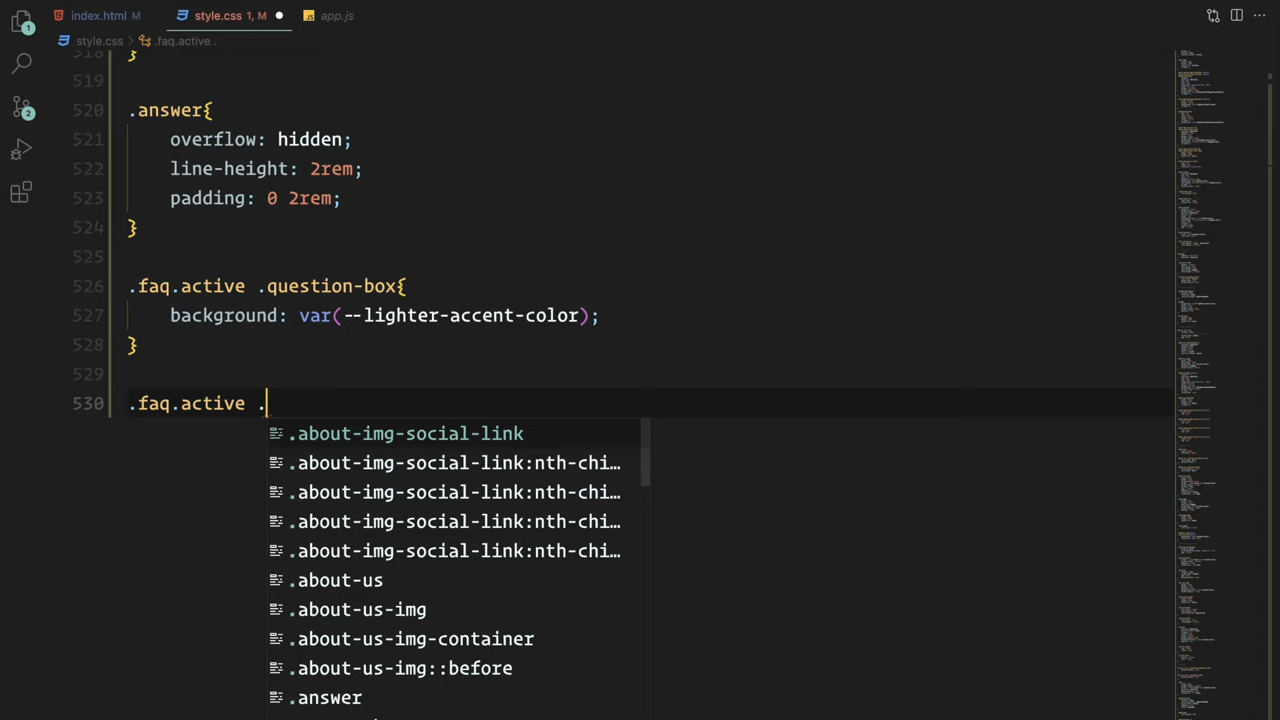 index.html M style.css 1, M app.js
style.css > .faq.active .
518 }
519
520 .answer{
521 overflow: hidden;
522 line-height: 2rem;
523 padding: 0 2rem;
524 }
525
526 .faq.active .question-box{
527 background: var(--lighter-accent-color);
528 }
529
530 .faq.active .
.about-img-social-link
.about-img-social-link:nth-chi…
.about-img-social-link:nth-chi…
.about-img-social-link:nth-chi…
.about-img-social-link:nth-chi…
.about-us
.about-us-img
.about-us-img-container
.about-us-img::before
.answer
1
2